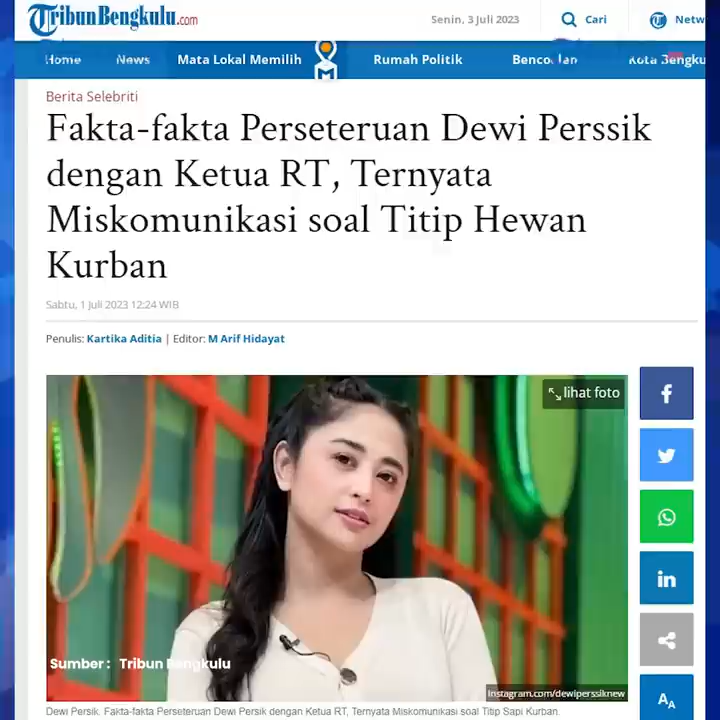 TribunBengkulu.com
Senin, 3 Juli 2023
Cari
Netw
Home
News
Mata Lokal Memilih
Rumah Politik
Kota Bengku
Berita Selebriti
Fakta-fakta Perseteruan Dewi Perssik
dengan Ketua RT, Ternyata
Miskomunikasi soal Titip Hewan
Kurban
Sabtu, 1 Juli 2023 12:24 WIB
Penulis: Kartika Aditia | Editor: M Arif Hidayat
lihat foto
Sumber : Tribun Bengkulu
Instagram.com/dewiperssiknew
Dewi Persik. Fakta-fakta Perseteruan Dewi Persik dengan Ketua RT, Ternyata Miskomunikasi soal Titip Sapi Kurban.